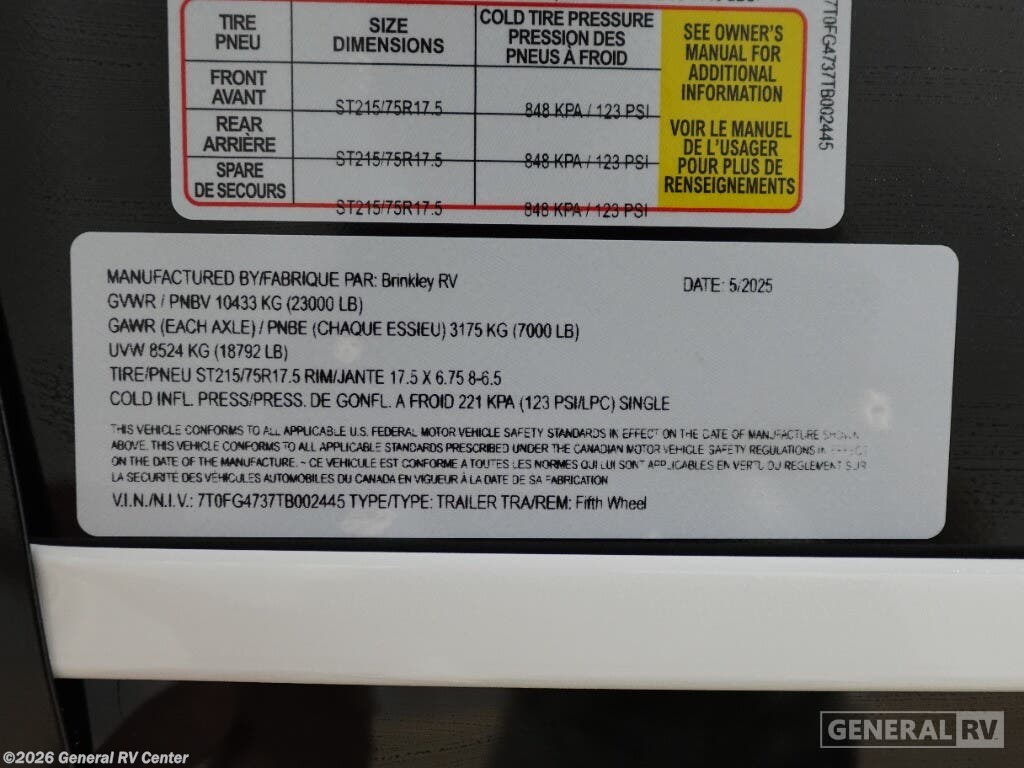 TIRE
PNEU
SIZE
DIMENSIONS
COLD TIRE PRESSURE
PRESSION DES
PNEUS À FROID
SEE OWNER'S
MANUAL FOR
ADDITIONAL
INFORMATION
VOIR LE MANUEL
DE L'USAGER
POUR PLUS DE
RENSEIGNEMENTS
FRONT
AVANT
ST215/75R17.5
848 KPA / 123 PSI
REAR
ARRIÈRE
ST215/75R17.5
848 KPA / 123 PSI
SPARE
DE SECOURS
ST215/75R17.5
848 KPA / 123 PSI
7T0FG4737TB002445
MANUFACTURED BY/FABRIQUE PAR: Brinkley RV
DATE: 5/2025
GVWR / PNBV 10433 KG (23000 LB)
GAWR (EACH AXLE) / PNBE (CHAQUE ESSIEU) 3175 KG (7000 LB)
UVW 8524 KG (18792 LB)
TIRE/PNEU ST215/75R17.5 RIM/JANTE 17.5 X 6.75 8-6.5
COLD INFL. PRESS/PRESS. DE GONFL. A FROID 221 KPA (123 PSI/LPC) SINGLE
THIS VEHICLE CONFORMS TO ALL APPLICABLE U.S. FEDERAL MOTOR VEHICLE SAFETY STANDARDS IN EFFECT ON THE DATE OF MANUFACTURE SHOWN
ABOVE. THIS VEHICLE CONFORMS TO ALL APPLICABLE STANDARDS PRESCRIBED UNDER THE CANADIAN MOTOR VEHICLE SAFETY REGULATIONS IN EFFECT
ON THE DATE OF THE MANUFACTURE. - CE VEHICULE EST CONFORME A TOUTES LES NORMES QUI LUI SONT APPLICABLES EN VERTU DU REGLEMENT SUR
LA SECURITE DES VEHICULES AUTOMOBILES DU CANADA EN VIGUEUR À LA DATE DE SA FABRICATION
V.I.N./N.I.V.: 7T0FG4737TB002445 TYPE/TYPE: TRAILER TRA/REM: Fifth Wheel
GENERAL RV
©2026 General RV Center